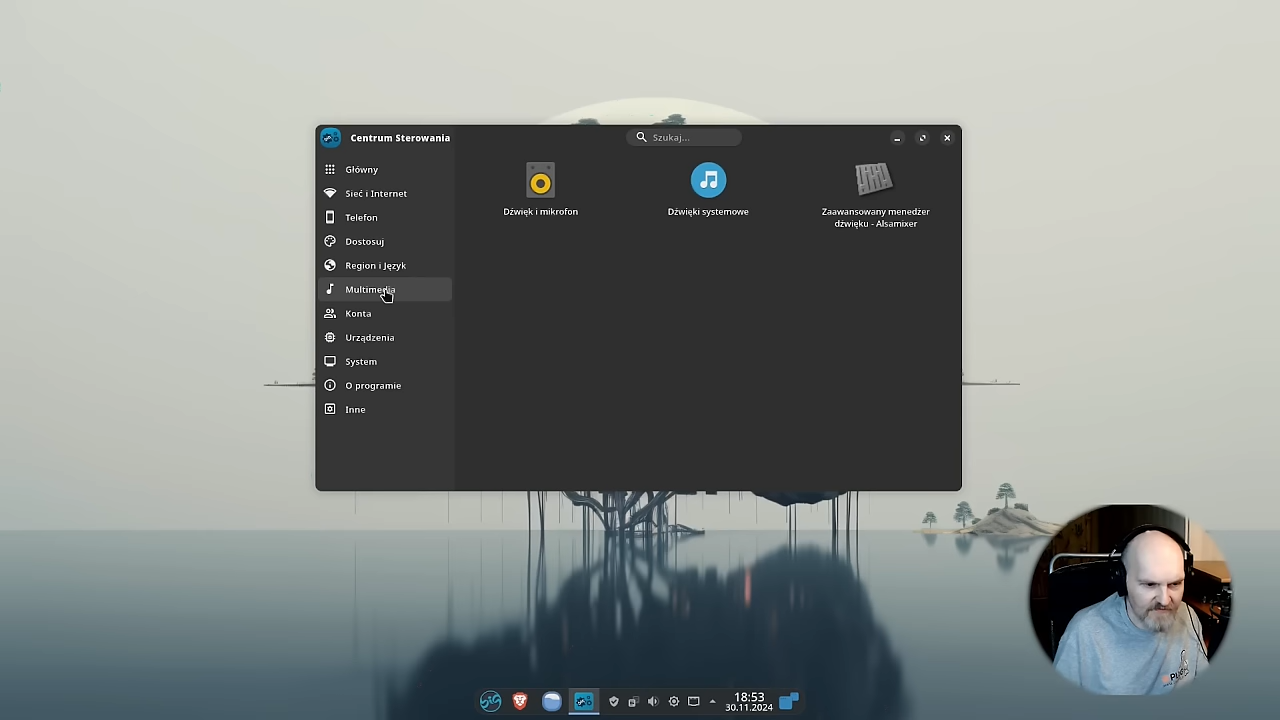 Centrum Sterowania
Szukaj...
Główny
Sieć i Internet
Telefon
Dostosuj
Region i Język
Multimedia
Konta
Urządzenia
System
O programie
Inne
Dźwięk i mikrofon
Dźwięki systemowe
Zaawansowany menedżer
dźwięku - Alsamixer
18:53
30.11.2024